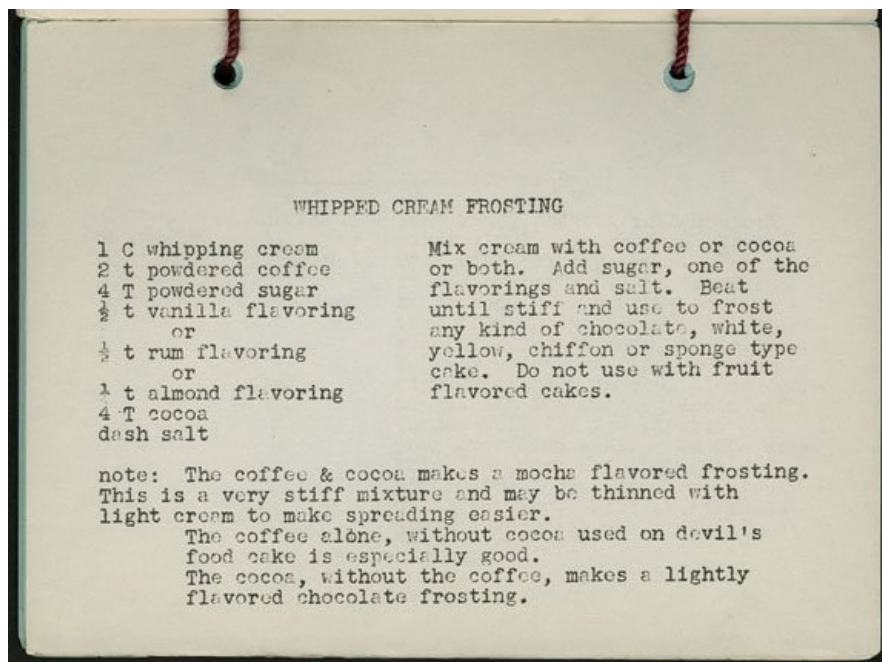 WHIPPED CREAM FROSTING
1 C whipping cream
2 t powdered coffee
4 T powdered sugar
½ t vanilla flavoring
or
½ t rum flavoring
or
t almond flavoring
4 T cocoa
dash salt
Mix cream with coffee or cocoa
or both. Add sugar, one of the
flavorings and salt. Beat
until stiff and use to frost
any kind of chocolate, white,
yellow, chiffon or sponge type
cake. Do not use with fruit
flavored cakes.
note: The coffee & cocoa makes a mocha flavored frosting.
This is a very stiff mixture and may be thinned with
light cream to make spreading easier.
The coffee alone, without cocoa used on devil's
food cake is especially good.
The cocoa, without the coffee, makes a lightly
flavored chocolate frosting.